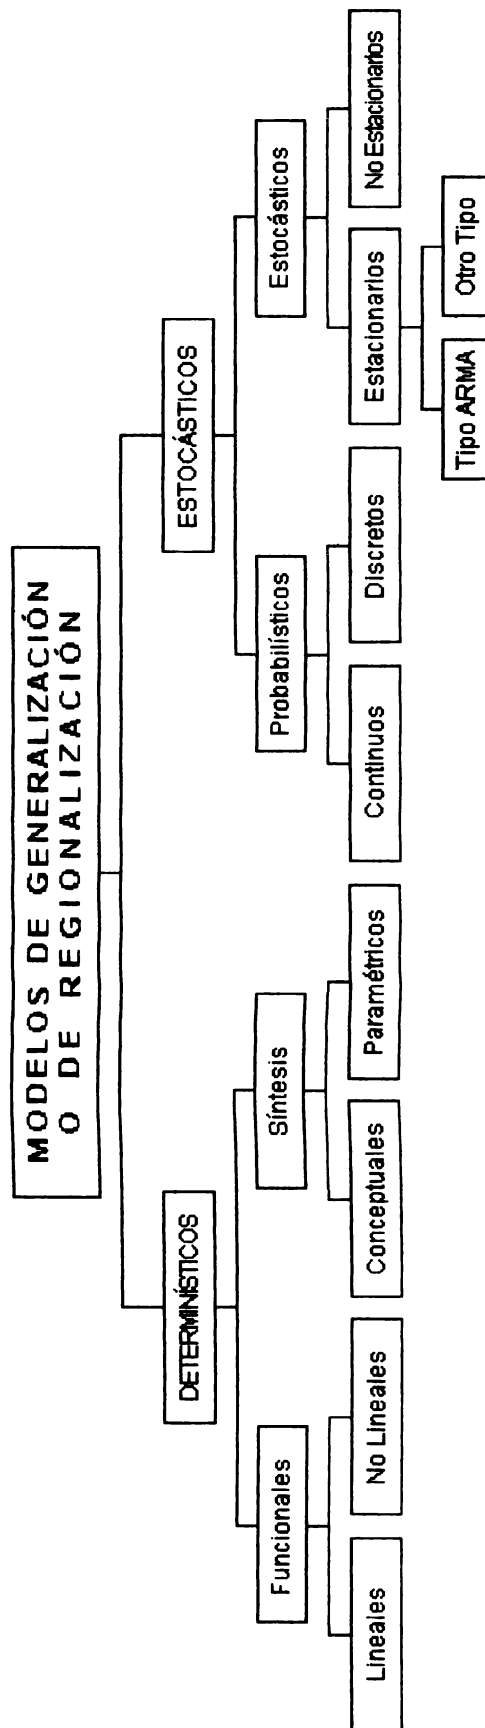 MODELOS DE GENERALIZACIÓN
O DE REGIONALIZACIÓN
DETERMINÍSTICOS
ESTOCÁSTICOS
Funcionales
Síntesis
Probabilísticos
Estocásticos
Lineales
No Lineales
Conceptuales
Paramétricos
Continuos
Discretos
Estacionarios
No Estacionarios
Tipo ARMA
Otro Tipo